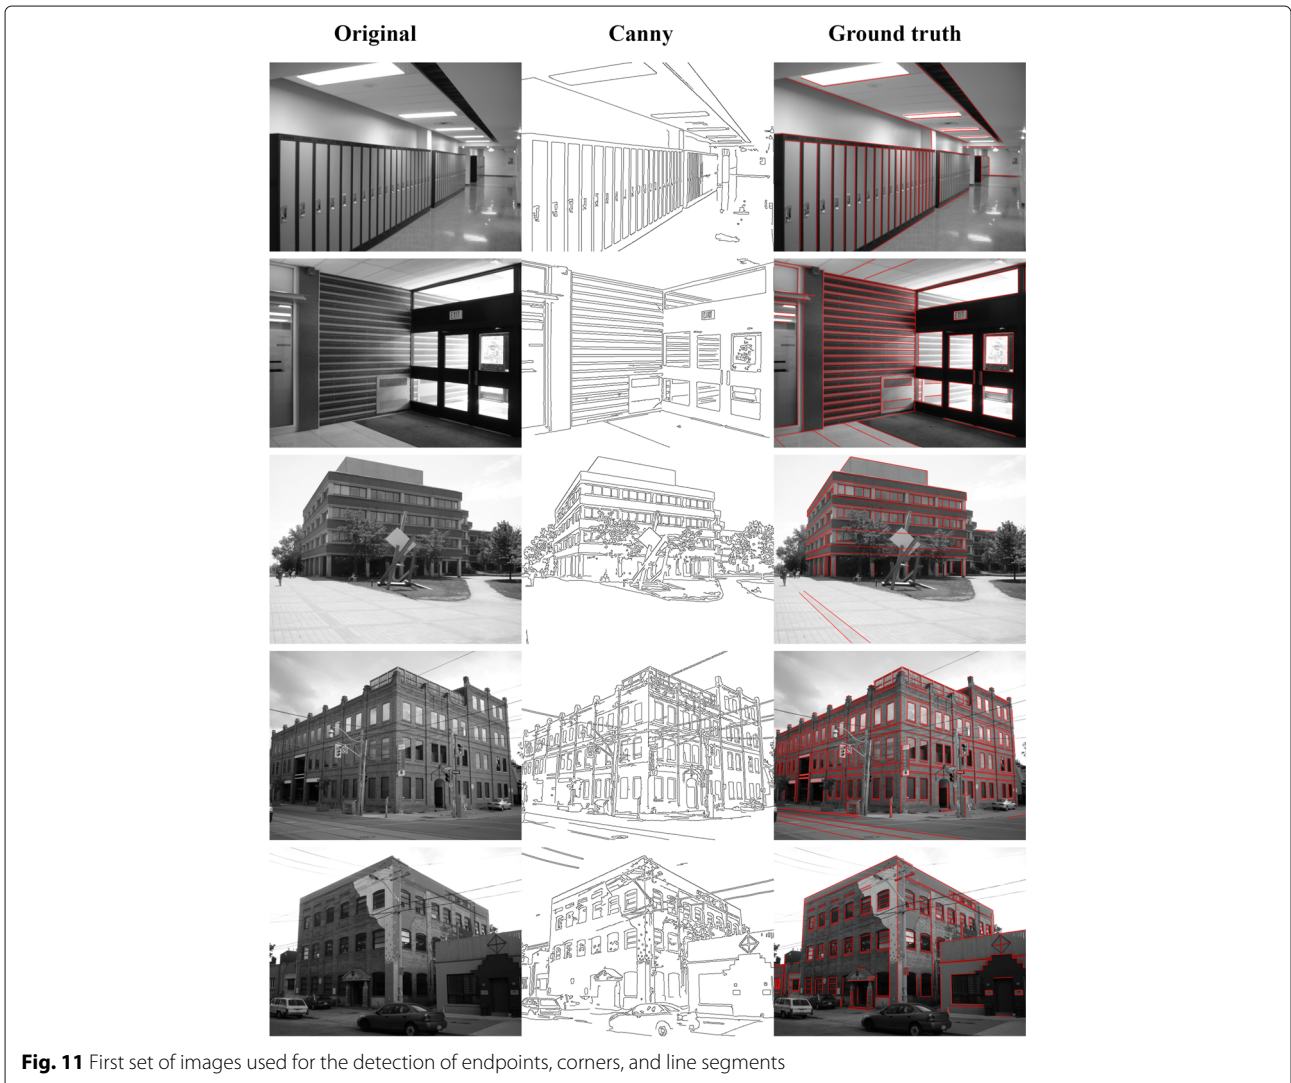 Original Canny Ground truth
EXIT
Fig. 11 First set of images used for the detection of endpoints, corners, and line segments